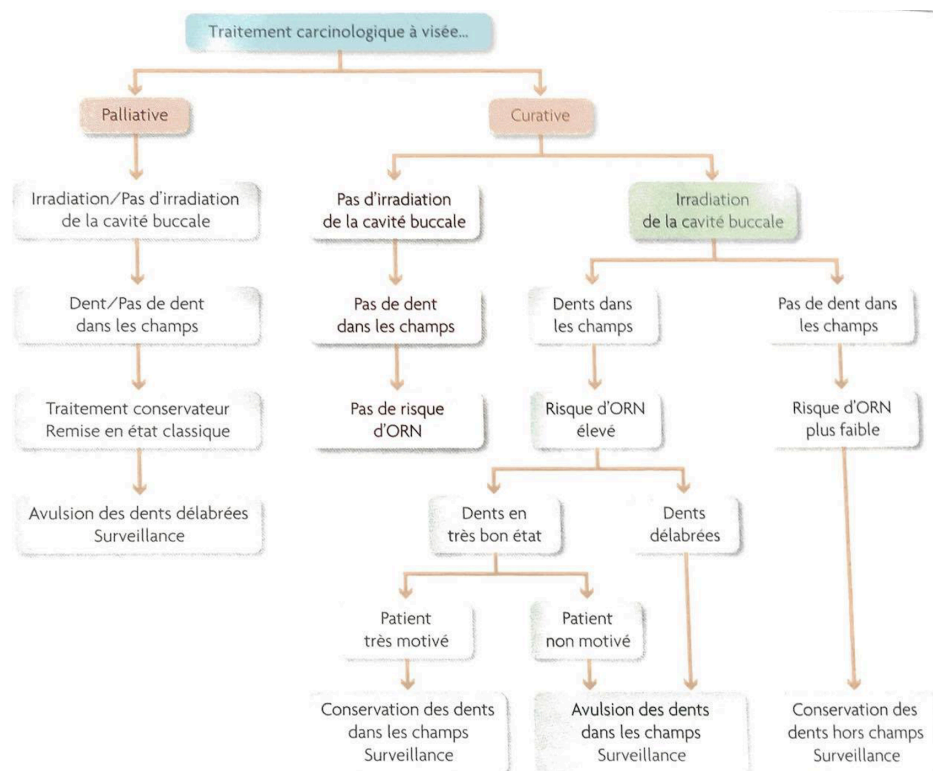 Traitement carcinologique à visée...
Palliative
Curative
Irradiation/Pas d'irradiation
de la cavité buccale
Pas d'irradiation
de la cavité buccale
Irradiation
de la cavité buccale
Dent/Pas de dent
dans les champs
Pas de dent
dans les champs
Dents dans
les champs
Pas de dent dans
les champs
Traitement conservateur
Remise en état classique
Pas de risque
d'ORN
Risque d'ORN
élevé
Risque d'ORN
plus faible
Avulsion des dents délabrées
Surveillance
Dents en
très bon état
Dents
délabrées
Patient
très motivé
Patient
non motivé
Conservation des dents
dans les champs
Surveillance
Avulsion des dents
dans les champs
Surveillance
Conservation des
dents hors champs
Surveillance